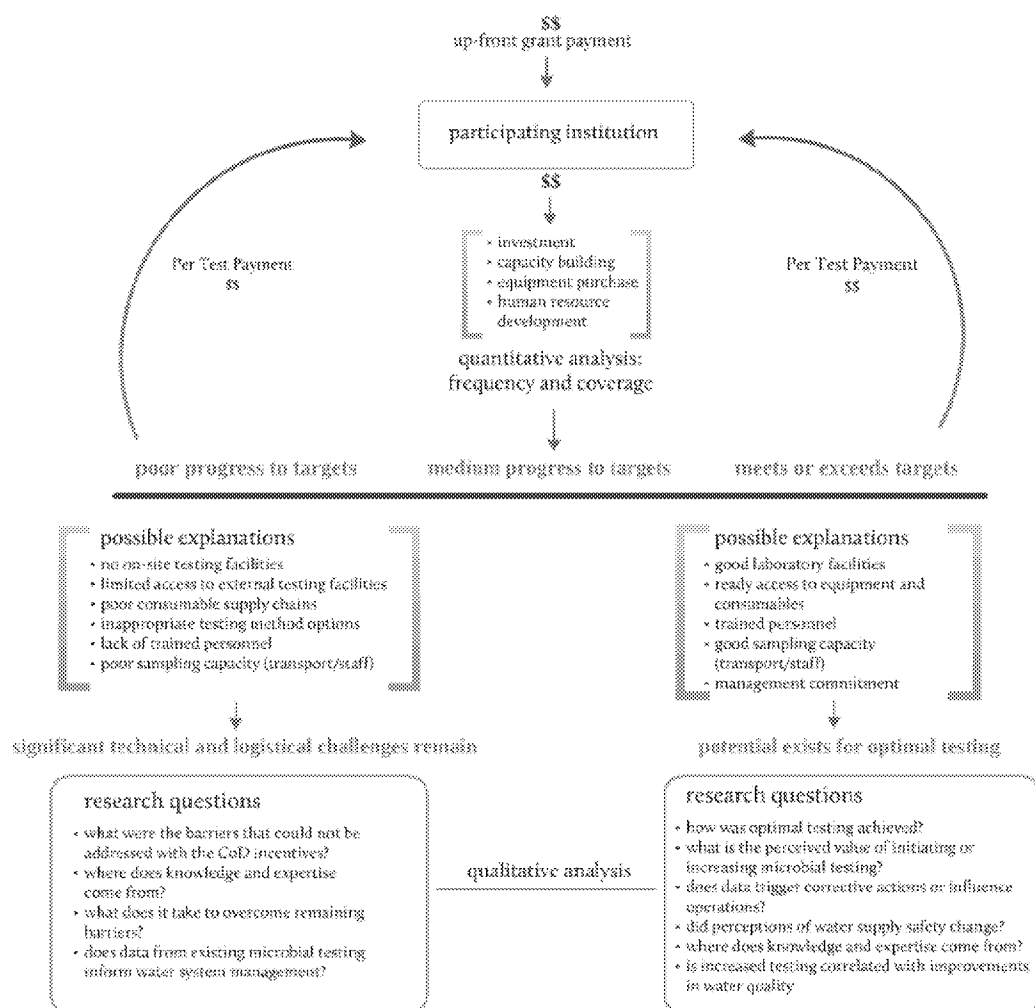 $$
up-front grant payment
participating institution
$$
Per Test Payment
$$
• investment
• capacity building
• equipment purchase
• human resource
development
Per Test Payment
$$
quantitative analysis:
frequency and coverage
poor progress to targets
medium progress to targets
meets or exceeds targets
possible explanations
• no on-site testing facilities
• limited access to external testing facilities
• poor consumable supply chains
• inappropriate testing method options
• lack of trained personnel
• poor sampling capacity (transport/staff)
possible explanations
• good laboratory facilities
• ready access to equipment and
consumables
• trained personnel
• good sampling capacity
(transport/staff)
• management commitment
significant technical and logistical challenges remain
potential exists for optimal testing
research questions
• what were the barriers that could not be
addressed with the CoD incentives?
• where does knowledge and expertise
come from?
• what does it take to overcome remaining
barriers?
• does data from existing microbial testing
inform water system management?
qualitative analysis
research questions
• how was optimal testing achieved?
• what is the perceived value of initiating or
increasing microbial testing?
• does data trigger corrective actions or influence
operations?
• did perceptions of water supply safety change?
• where does knowledge and expertise come from?
• is increased testing correlated with improvements
in water quality